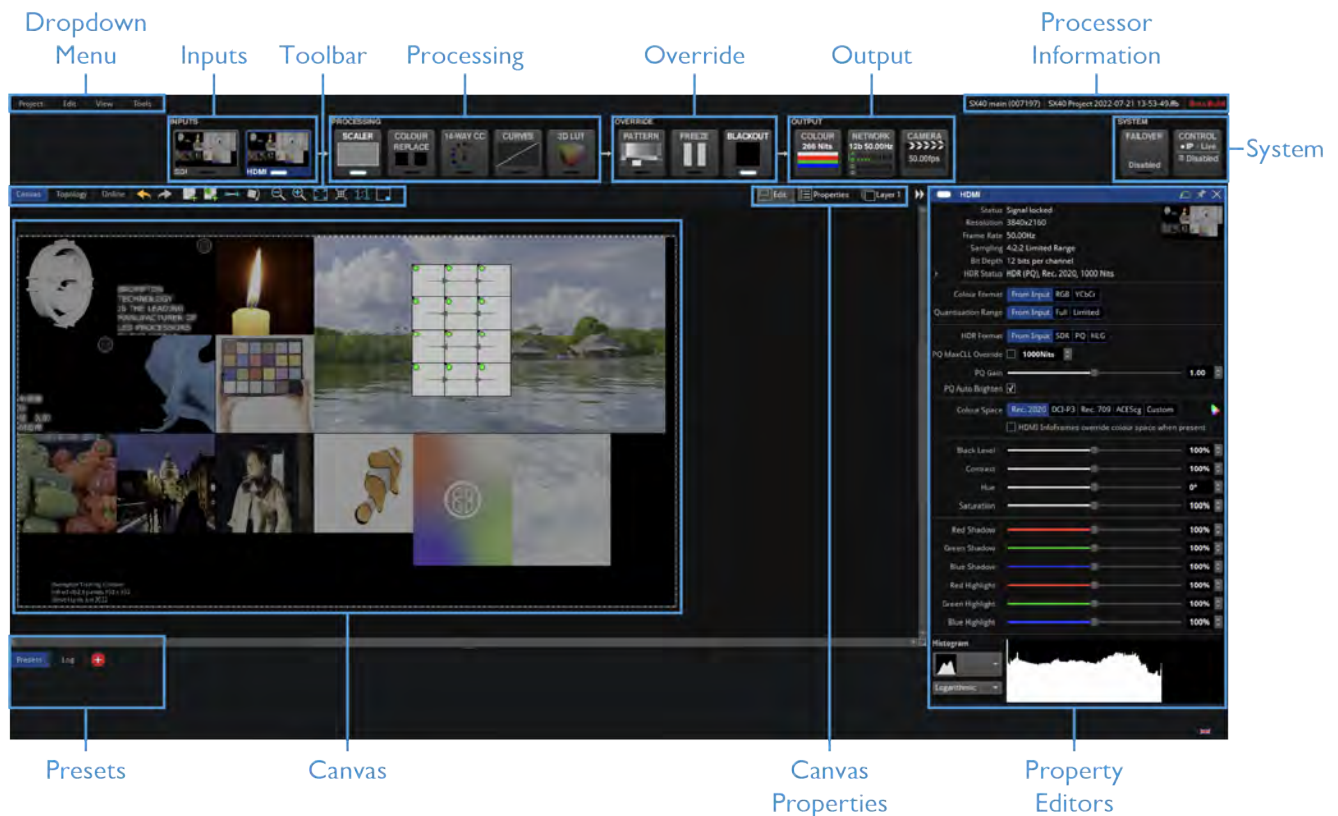 Dropdown
Menu
Inputs
Toolbar
Processing
Override
Output
Processor
Information
Project Edit View Tools
SX40 main (007197) SX40 Project 2022-07-21 13-53-49
INPUTS
SDI
HDMI
PROCESSING
SCALER
COLOUR
REPLACE
14-WAY CC
CURVES
3D LUT
OVERRIDE
PATTERN
FREEZE
BLACKOUT
OUTPUT
COLOUR
266 Nits
NETWORK
12b 50.00Hz
CAMERA
50.00fps
SYSTEM
FAILOVER
Disabled
CONTROL
IP - Live
Disabled
System
Canvas Topology Online
1:1
Edit Properties Layer 1
BROMPTON
TECHNOLOGY
IS THE LEADING
MANUFACTURER OF
LED PROCESSORS
HDMI
Status Signal locked
Resolution 3840x2160
Frame Rate 50.00Hz
Sampling 4:2:2 Limited Range
Bit Depth 12 bits per channel
HDR Status HDR (PQ), Rec. 2020, 1000 Nits
Colour Format From Input RGB YCbCr
Quantisation Range From Input Full Limited
HDR Format From Input SDR PQ HLG
PQ MaxCLL Override 1000Nits
PQ Gain 1.00
PQ Auto Brighten
Colour Space Rec. 2020 DCI-P3 Rec. 709 ACEScg Custom
HDMI InfoFrames override colour space when present
Black Level 100%
Contrast 100%
Hue 0°
Saturation 100%
Red Shadow 100%
Green Shadow 100%
Blue Shadow 100%
Red Highlight 100%
Green Highlight 100%
Blue Highlight 100%
Histogram
Logarithmic
Presets Log
Presets
Canvas
Canvas
Properties
Property
Editors